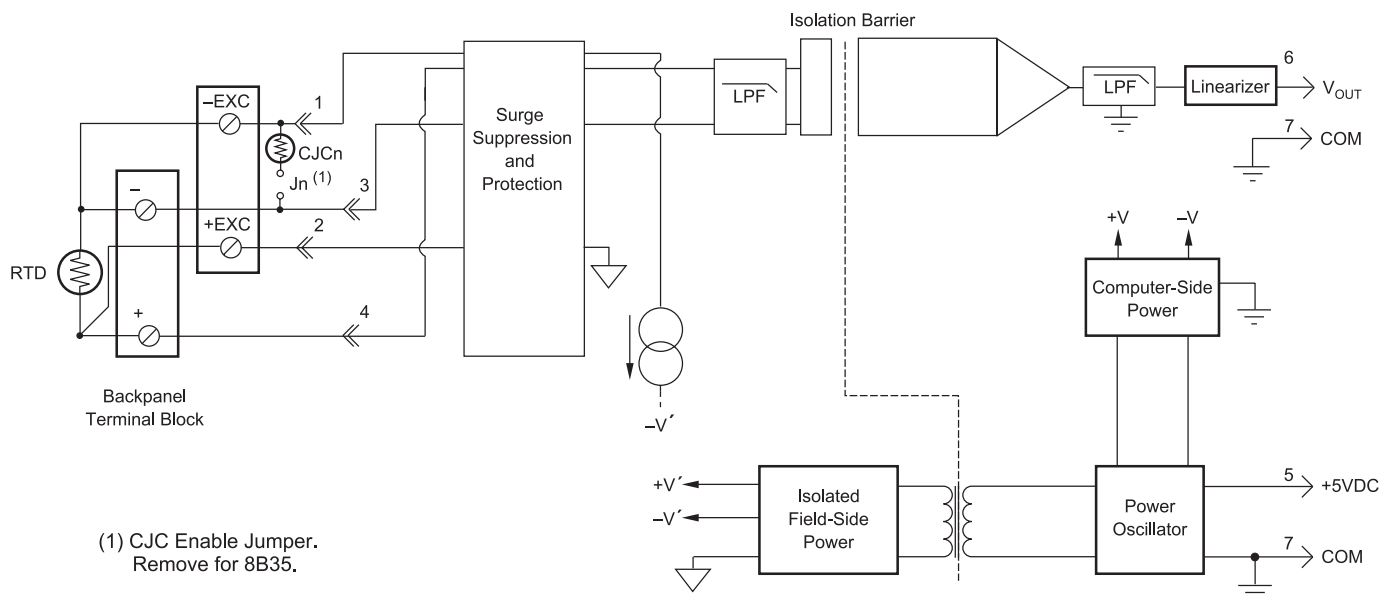 Isolation Barrier
–EXC
1
CJCn
Jn (1)
3
–
+EXC
2
RTD
+
4
Backpanel
Terminal Block
Surge
Suppression
and
Protection
LPF
LPF
Linearizer
6
VOUT
7
COM
+V
–V
Computer-Side
Power
–V´
+V´
–V´
Isolated
Field-Side
Power
Power
Oscillator
5
+5VDC
7
COM
(1) CJC Enable Jumper.
Remove for 8B35.